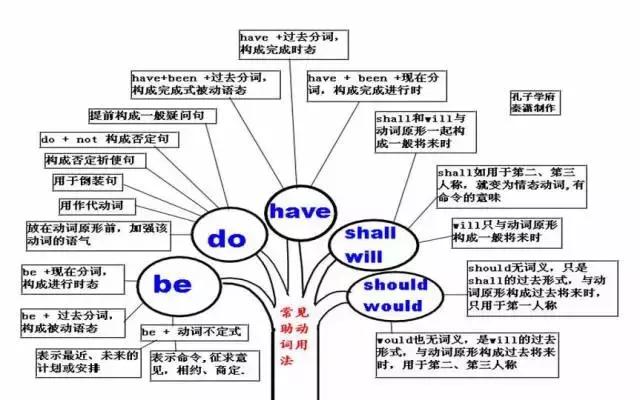 have +过去分词,
构成完成时态
have+been +过去分词,
构成完成式被动语态
have + been +现在分
词,构成完成进行时
孔子学府
秦灏制作
提前构成一般疑问句
do + not 构成否定句
构成否定祈使句
用于倒装句
用作代动词
放在动词原形前，加强该
动词的语气
shall和will与
动词原形一起构
成一般将来时
shall如用于第二、第三
人称，就变为情态动词,有
命令的意味
will只与动词原形
构成一般将来时
have
do
shall
will
be
should
would
be +现在分词,
构成进行时态
be + 过去分词,
构成被动语态
be + 动词不定式
表示最近、未来的
计划或安排
表示命令,征求意
见，相约、商定.
should无词义，只是
shall的过去形式，与动
词原形构成过去将来时，
只用于第一人称
would也无词义，是will的过去
形式，与动词原形构成过去将来
时，用于第二、第三人称
常见
助动
词用
法